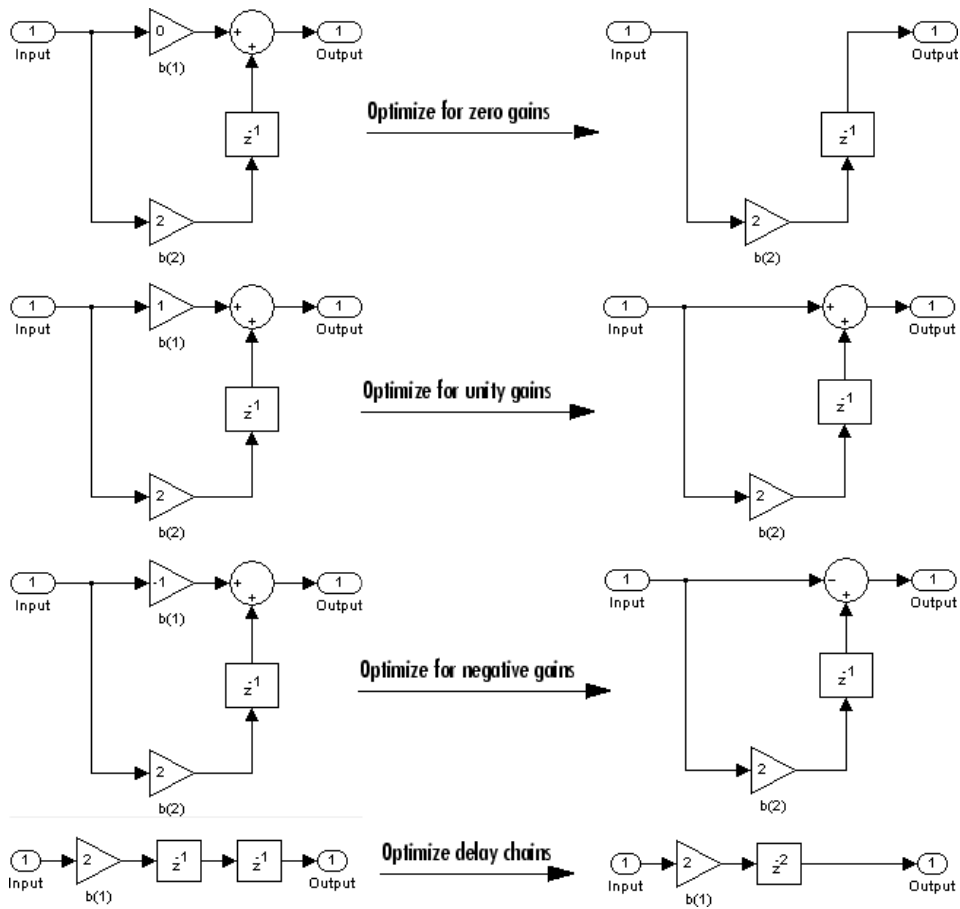 1 0 + 1 1 1
Input b(1) + Output Input Output
Optimize for zero gains
z-1 z-1
2 2
b(2) b(2)
1 1 + 1 1 + 1
Input b(1) + Output Input + Output
Optimize for unity gains
z-1 z-1
2 2
b(2) b(2)
1 -1 + 1 1 − 1
Input b(1) + Output Input + Output
Optimize for negative gains
z-1 z-1
2 2
b(2) b(2)
1 2 z-1 z-1 1 Optimize delay chains 1 2 z-2 1
Input b(1) Output Input b(1) Output